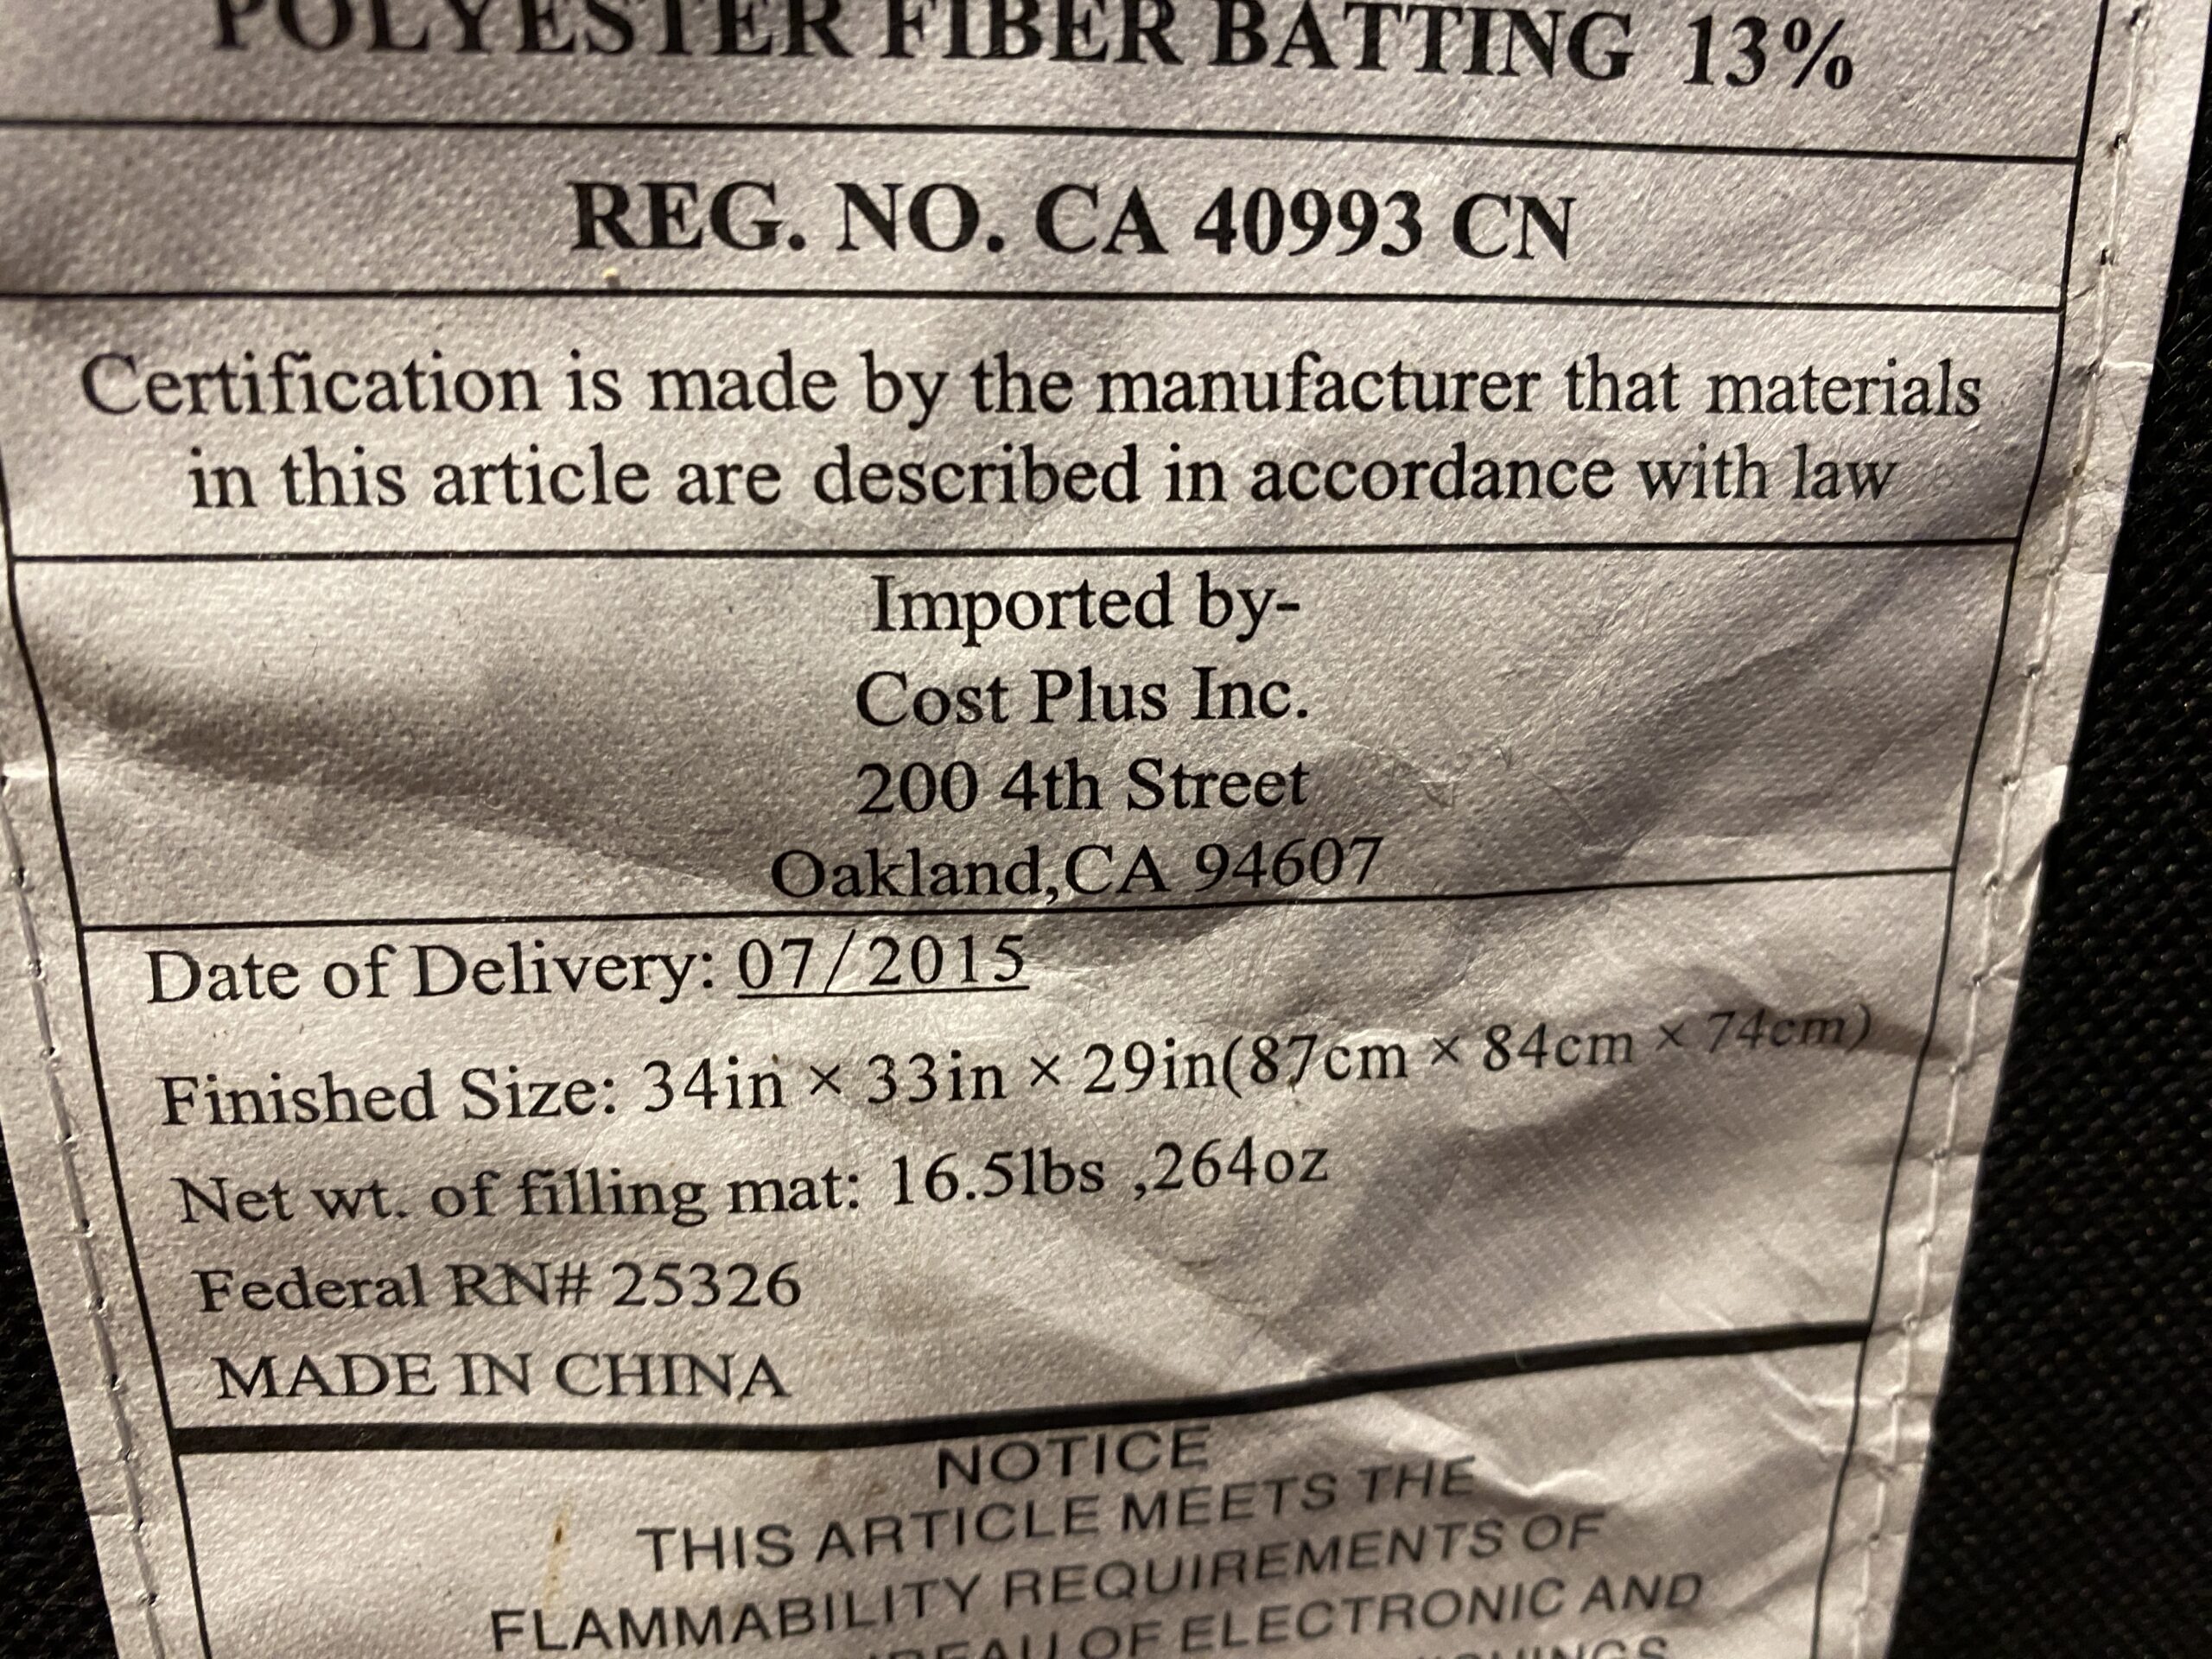 POLYESTER FIBER BATTING 13%
REG. NO. CA 40993 CN
Certification is made by the manufacturer that materials
in this article are described in accordance with law
Imported by-
Cost Plus Inc.
200 4th Street
Oakland,CA 94607
Date of Delivery: 07/2015
Finished Size: 34in × 33in × 29in(87cm × 84cm × 74cm)
Net wt. of filling mat: 16.5lbs ,264oz
Federal RN# 25326
MADE IN CHINA
NOTICE
THIS ARTICLE MEETS THE
FLAMMABILITY REQUIREMENTS OF
OF ELECTRONIC AND